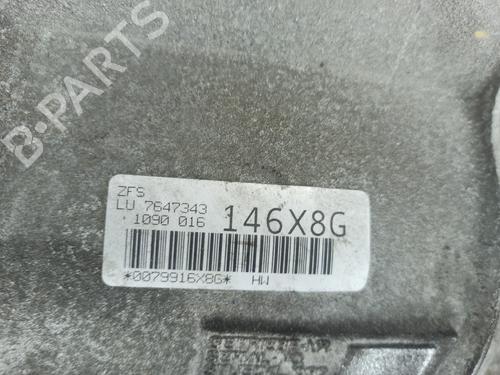 B-PARTS
ZFS
LU 7647343
1090 016 146X8G
*0079916X8G* HW